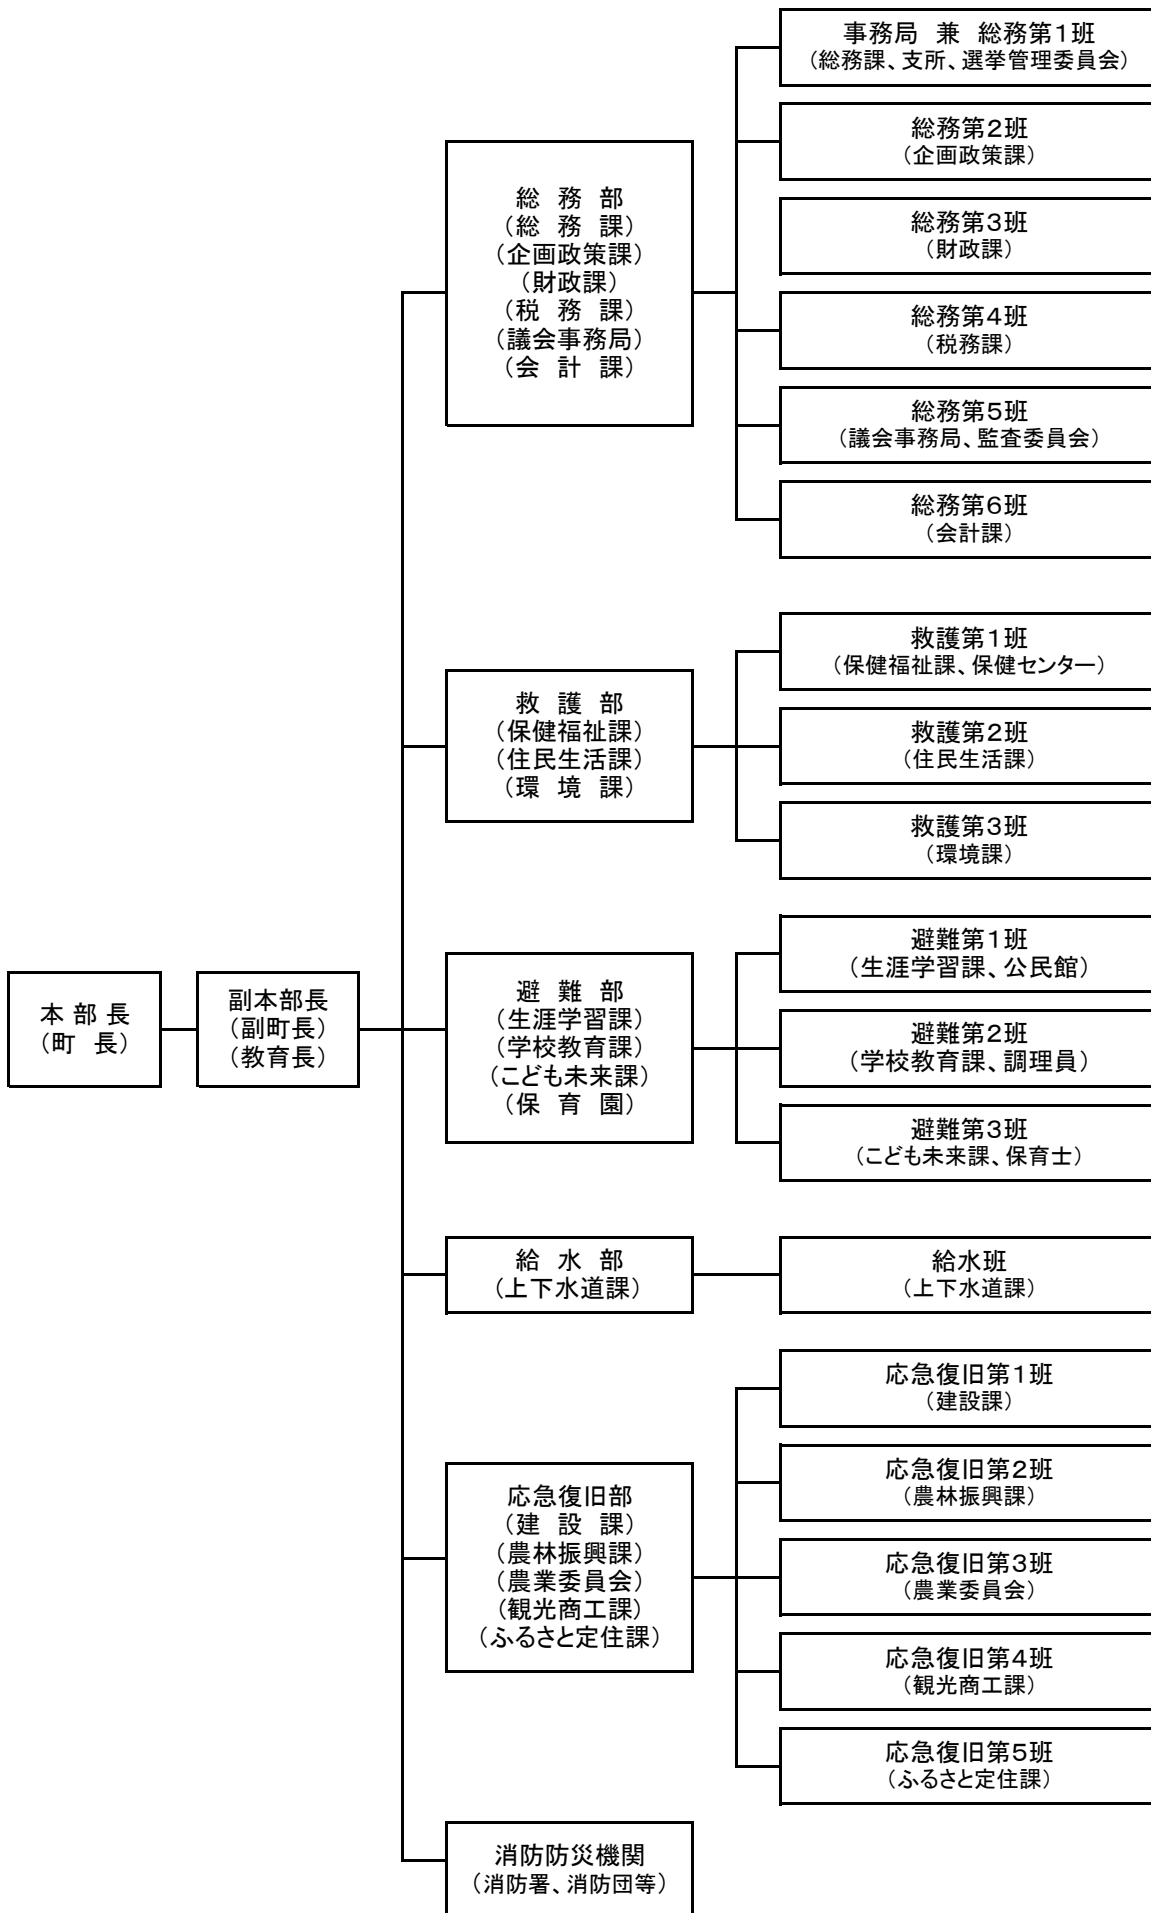 本部長
(町　長)
副本部長
(副町長)
(教育長)
総　務　部
(総　務　課)
(企画政策課)
(財政課)
(税　務　課)
(議会事務局)
(会　計　課)
事務局　兼　総務第1班
(総務課、支所、選挙管理委員会)
総務第2班
(企画政策課)
総務第3班
(財政課)
総務第4班
(税務課)
総務第5班
(議会事務局、監査委員会)
総務第6班
(会計課)
救　護　部
(保健福祉課)
(住民生活課)
(環　境　課)
救護第1班
(保健福祉課、保健センター)
救護第2班
(住民生活課)
救護第3班
(環境課)
避　難　部
(生涯学習課)
(学校教育課)
(こども未来課)
(保　育　園)
避難第1班
(生涯学習課、公民館)
避難第2班
(学校教育課、調理員)
避難第3班
(こども未来課、保育士)
給　水　部
(上下水道課)
給水班
(上下水道課)
応急復旧部
(建　設　課)
(農林振興課)
(農業委員会)
(観光商工課)
(ふるさと定住課)
応急復旧第1班
(建設課)
応急復旧第2班
(農林振興課)
応急復旧第3班
(農業委員会)
応急復旧第4班
(観光商工課)
応急復旧第5班
(ふるさと定住課)
消防防災機関
(消防署、消防団等)